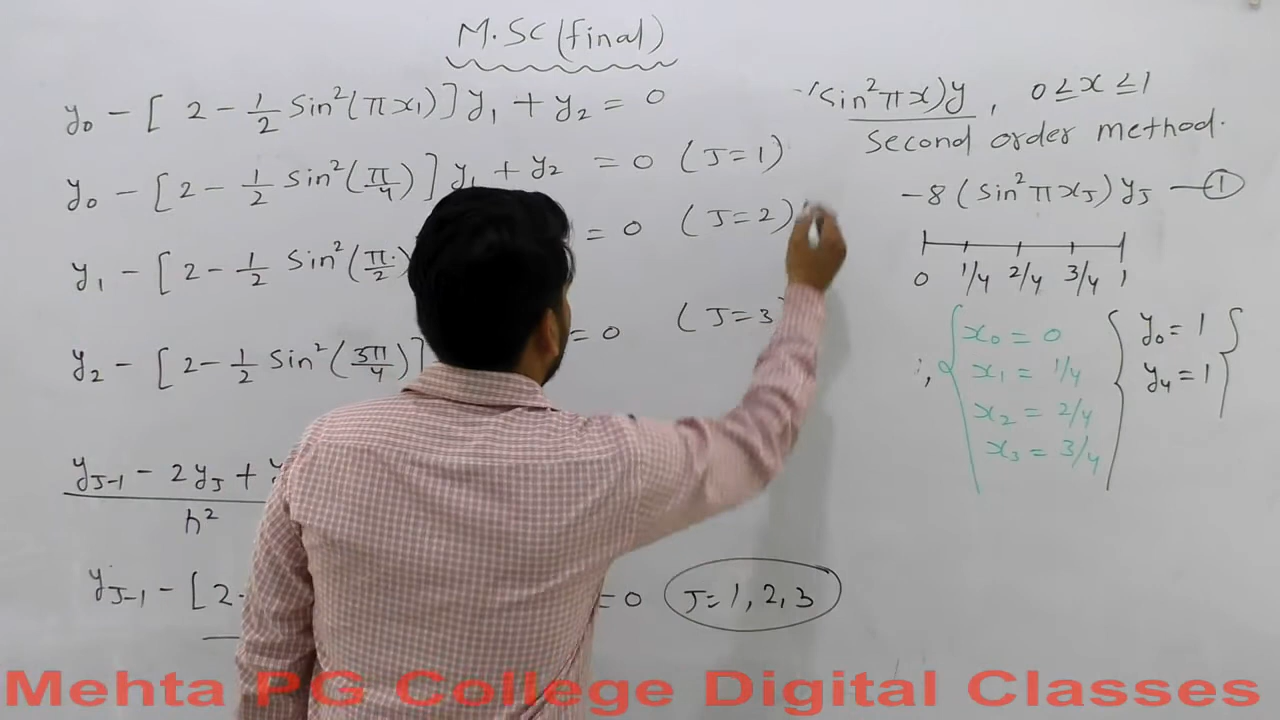 M.SC(final)
y₀ - [ 2 - 1/2 Sin²(πx₁)] y₁ + y₂ = 0
y₀ - [2 - 1/2 Sin²(π/4)] y₁ + y₂ = 0 (J=1)
y₁ - [2 - 1/2 Sin²(π/2) = 0 (J=2)
y₂ - [2 - 1/2 Sin²(3π/4)] = 0 (J=3
y_J-1 - 2y_J +
h²
y_J-1 - [2 =0 J=1,2,3
Sin²πx)y , 0≤x≤1
Second order method.
-8 (Sin²πx_J) y_J —①
0 1/4 2/4 3/4 1
x₀ = 0
x₁ = 1/4
x₂ = 2/4
x₃ = 3/4
y₀ = 1
y₄ = 1
Mehta PG College Digital Classes